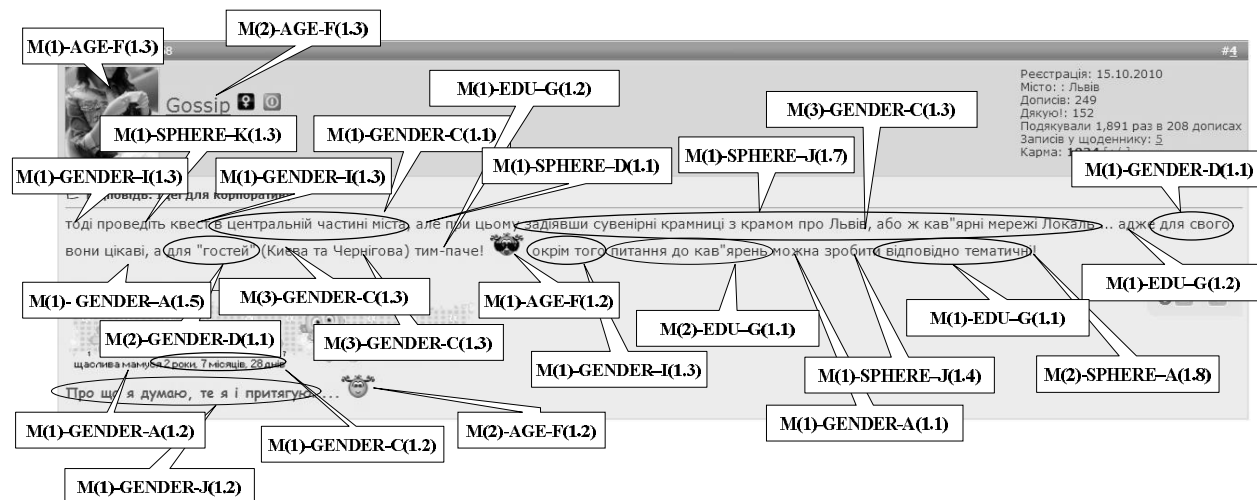 M(2)-AGE-F(1.3)
M(1)-AGE-F(1.3)
8
#4
Gossip
Реєстрація: 15.10.2010
Місто: : Львів
Дописів: 249
Дякую!: 152
Подякували 1,891 раз в 208 дописах
Записів у щоденнику: 5
Карма:
M(1)-EDU–G(1.2)
M(3)-GENDER-C(1.3)
M(1)-SPHERE–K(1.3)
M(1)-GENDER-C(1.1)
M(1)-SPHERE–D(1.1)
M(1)-SPHERE–J(1.7)
M(1)-GENDER–I(1.3)
M(1)-GENDER–I(1.3)
M(1)-GENDER-D(1.1)
для корпоратив
тоді проведіть квест в центральній частині міста, але при цьому задіявши сувенірні крамниці з крамом про Львів, або ж кав"ярні мережі Локаль ... адже для свого
вони цікаві, а для "гостей" (Києва та Чернігова) тим-паче! окрім того питання до кав"ярень можна зробити відповідно тематичні!
M(1)- GENDER–A(1.5)
M(3)-GENDER-C(1.3)
M(1)-AGE-F(1.2)
M(1)-EDU–G(1.2)
M(2)-GENDER-D(1.1)
M(3)-GENDER-C(1.3)
M(2)-EDU–G(1.1)
M(1)-EDU–G(1.1)
щаслива мамуся 2 роки, 7 місяців, 28 днів
M(1)-GENDER–I(1.3)
M(1)-SPHERE–J(1.4)
M(2)-SPHERE–A(1.8)
Про що я думаю, те я і притягую....
M(1)-GENDER-A(1.2)
M(1)-GENDER-C(1.2)
M(2)-AGE-F(1.2)
M(1)-GENDER-A(1.1)
M(1)-GENDER-J(1.2)